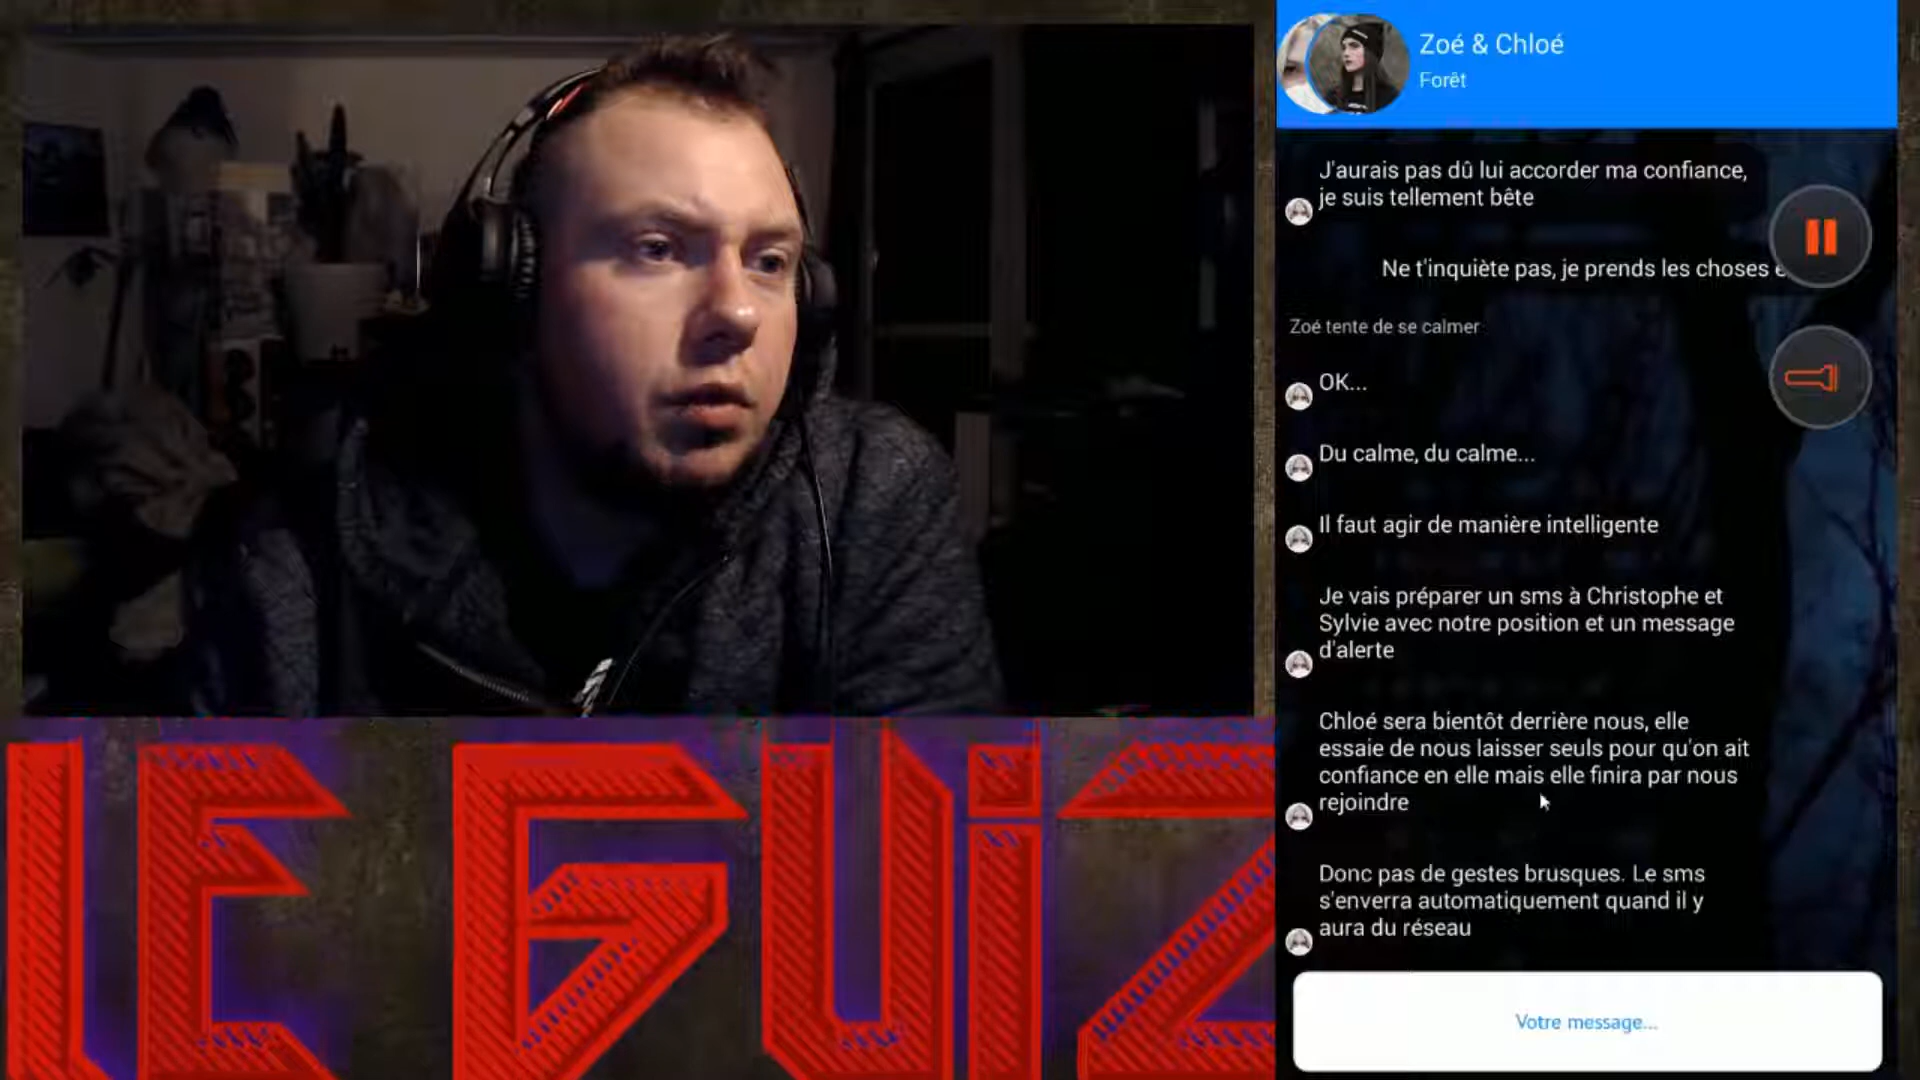 Zoé & Chloé
Forêt
J'aurais pas dû lui accorder ma confiance,
je suis tellement bête
Ne t'inquiète pas, je prends les choses
Zoé tente de se calmer
OK...
Du calme, du calme...
Il faut agir de manière intelligente
Je vais préparer un sms à Christophe et
Sylvie avec notre position et un message
d'alerte
Chloé sera bientôt derrière nous, elle
essaie de nous laisser seuls pour qu'on ait
confiance en elle mais elle finira par nous
rejoindre
Donc pas de gestes brusques. Le sms
s'enverra automatiquement quand il y
aura du réseau
Votre message...
LE GUiZ